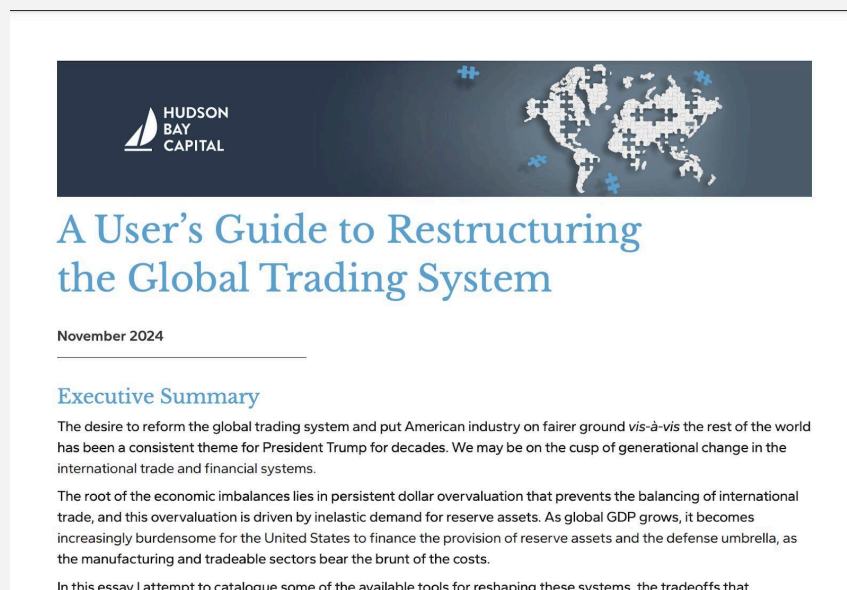 HUDSON
BAY
CAPITAL
A User’s Guide to Restructuring
the Global Trading System
November 2024
Executive Summary
The desire to reform the global trading system and put American industry on fairer ground vis-à-vis the rest of the world
has been a consistent theme for President Trump for decades. We may be on the cusp of generational change in the
international trade and financial systems.
The root of the economic imbalances lies in persistent dollar overvaluation that prevents the balancing of international
trade, and this overvaluation is driven by inelastic demand for reserve assets. As global GDP grows, it becomes
increasingly burdensome for the United States to finance the provision of reserve assets and the defense umbrella, as
the manufacturing and tradeable sectors bear the brunt of the costs.
In this essay I attempt to catalogue some of the available tools for reshaping these systems, the tradeoffs that